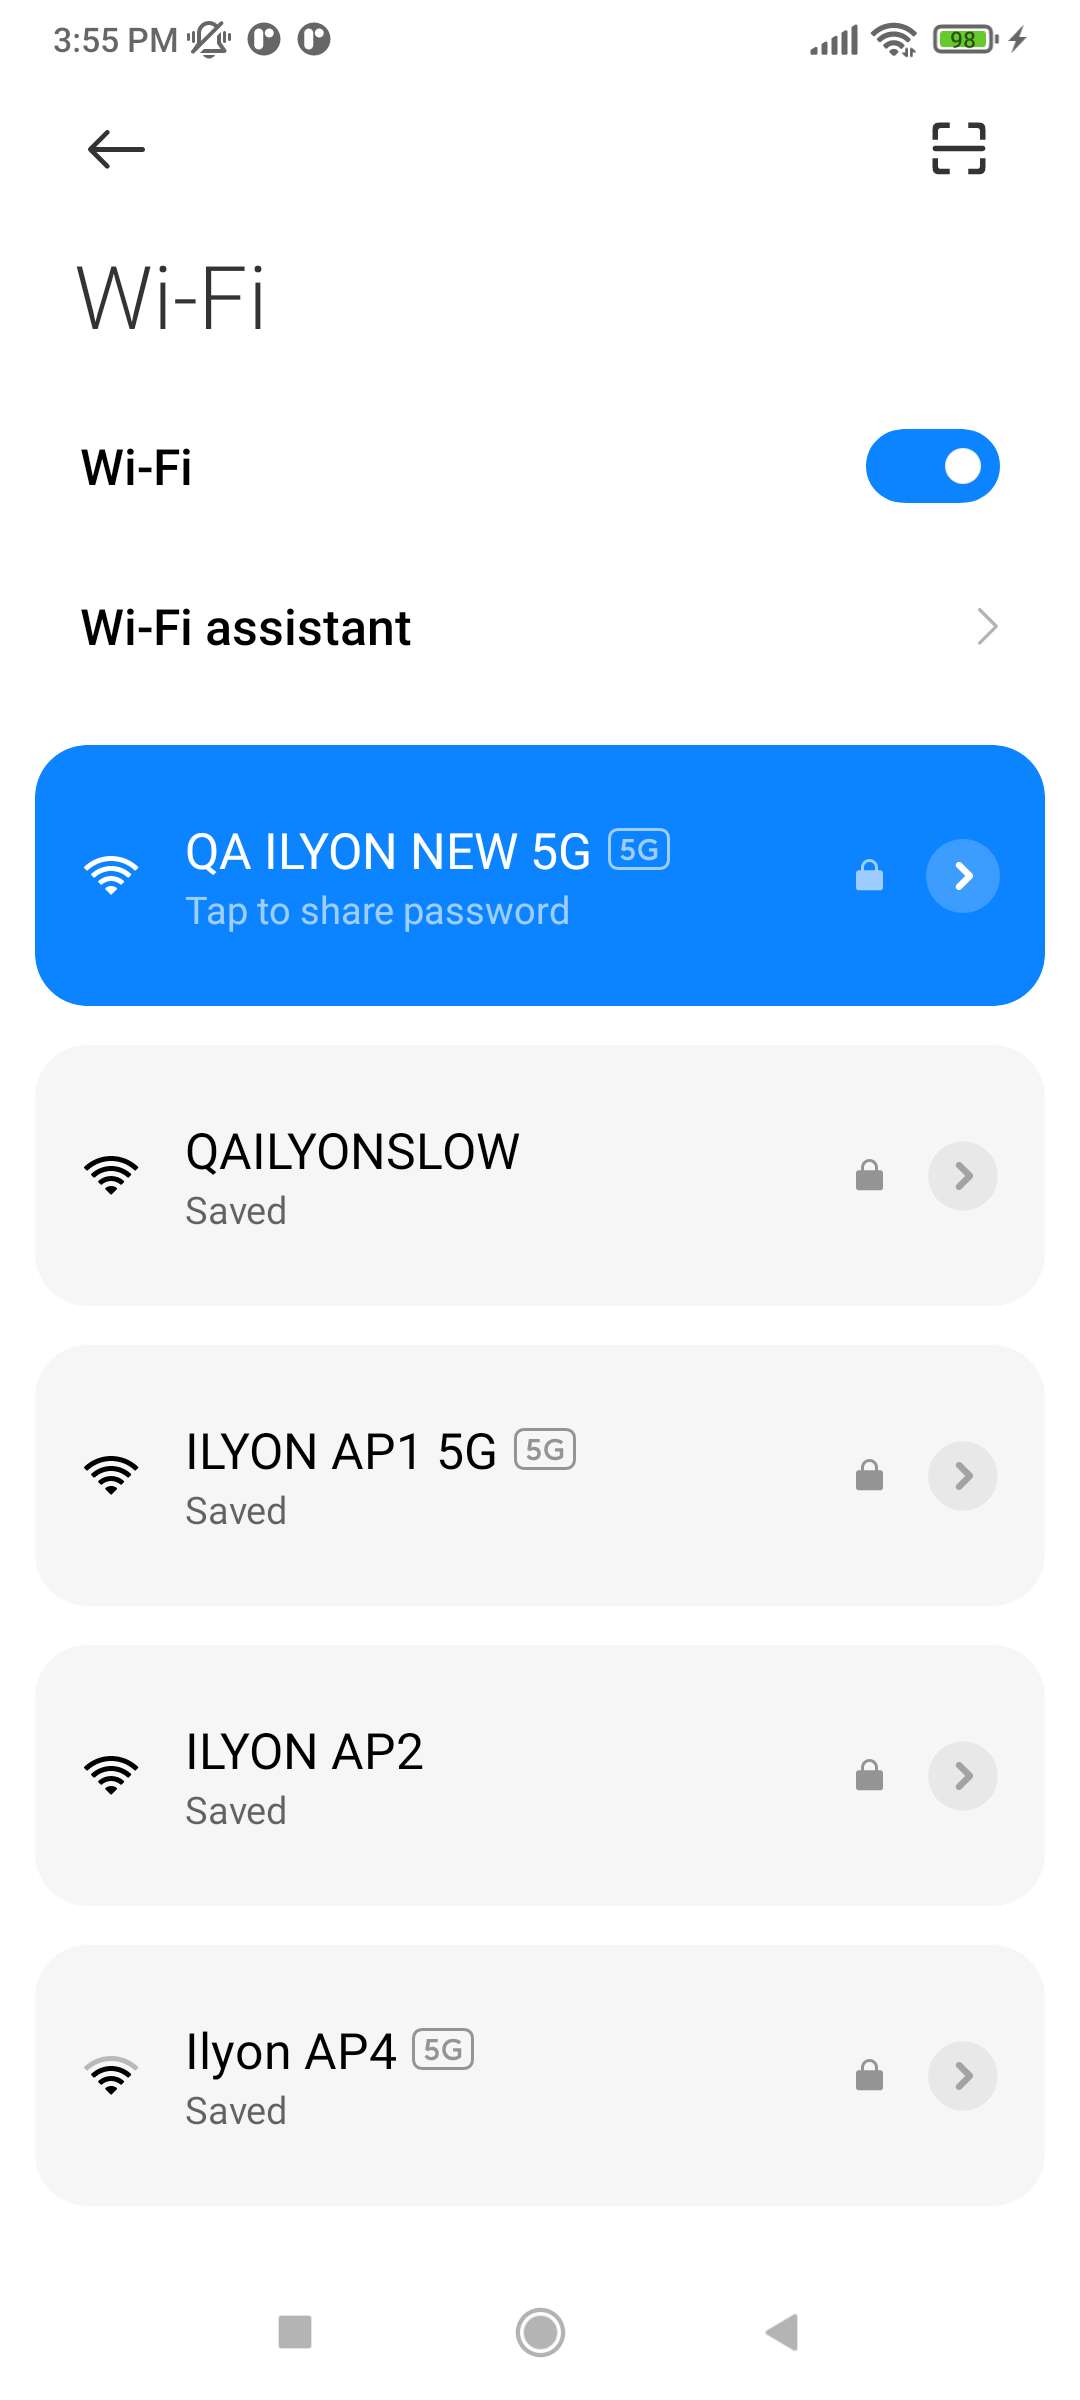 3:55 PM
98
Wi-Fi
Wi-Fi
Wi-Fi assistant
QA ILYON NEW 5G 5G
Tap to share password
QAILYONSLOW
Saved
ILYON AP1 5G 5G
Saved
ILYON AP2
Saved
Ilyon AP4 5G
Saved